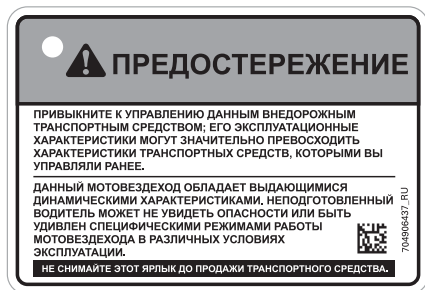 ПРЕДОСТЕРЕЖЕНИЕ
ПРИВЫКНИТЕ К УПРАВЛЕНИЮ ДАННЫМ ВНЕДОРОЖНЫМ
ТРАНСПОРТНЫМ СРЕДСТВОМ; ЕГО ЭКСПЛУАТАЦИОННЫЕ
ХАРАКТЕРИСТИКИ МОГУТ ЗНАЧИТЕЛЬНО ПРЕВОСХОДИТЬ
ХАРАКТЕРИСТИКИ ТРАНСПОРТНЫХ СРЕДСТВ, КОТОРЫМИ ВЫ
УПРАВЛЯЛИ РАНЕЕ.
ДАННЫЙ МОТОВЕЗДЕХОД ОБЛАДАЕТ ВЫДАЮЩИМИСЯ
ДИНАМИЧЕСКИМИ ХАРАКТЕРИСТИКАМИ. НЕПОДГОТОВЛЕННЫЙ
ВОДИТЕЛЬ МОЖЕТ НЕ УВИДЕТЬ ОПАСНОСТИ ИЛИ БЫТЬ
УДИВЛЕН СПЕЦИФИЧЕСКИМИ РЕЖИМАМИ РАБОТЫ
МОТОВЕЗДЕХОДА В РАЗЛИЧНЫХ УСЛОВИЯХ
ЭКСПЛУАТАЦИИ.
НЕ СНИМАЙТЕ ЭТОТ ЯРЛЫК ДО ПРОДАЖИ ТРАНСПОРТНОГО СРЕДСТВА.
704906437_RU